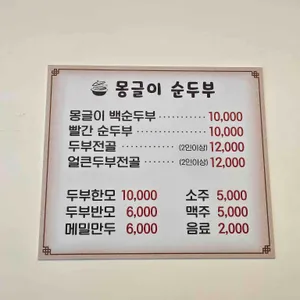 몽글이 순두부
몽글이 백순두부 ··········· 10,000
빨간 순두부 ················ 10,000
두부전골 ······ (2인이상) 12,000
얼큰두부전골 ··· (2인이상) 12,000
두부한모 10,000 소주 5,000
두부반모 6,000 맥주 5,000
메밀만두 6,000 음료 2,000